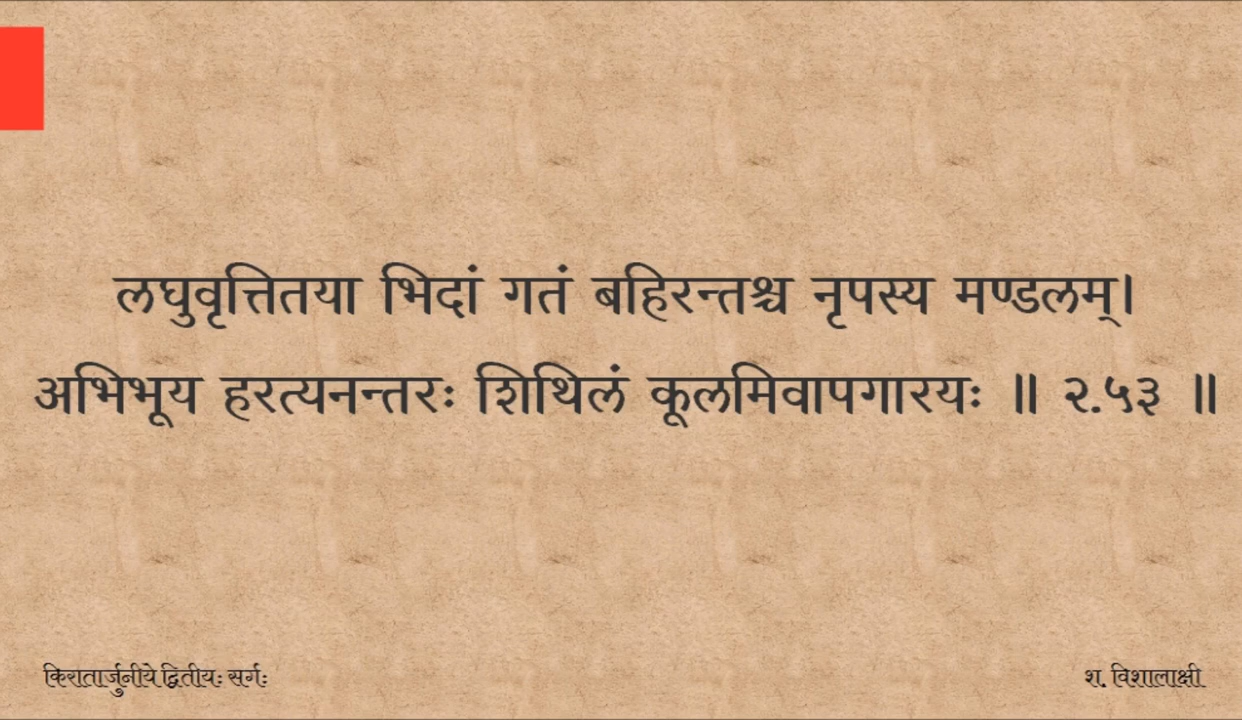 लघुवृत्तितया भिदां गतं बहिरन्तश्च नृपस्य मण्डलम्।
अभिभूय हरत्यनन्तरः शिथिलं कूलमिवापगारयः ॥ २.५३ ॥
किरातार्जुनीये द्वितीयः सर्गः
श. विशालाक्षी